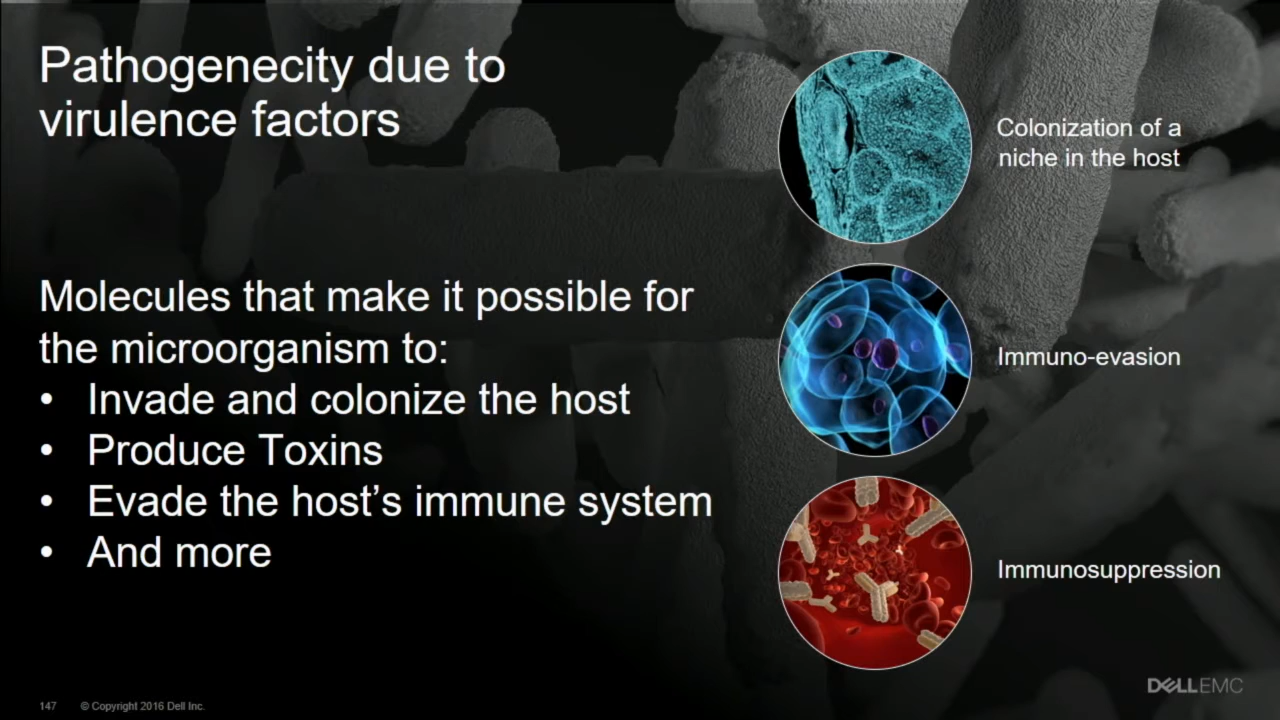 Pathogenecity due to
virulence factors
Molecules that make it possible for
the microorganism to:
• Invade and colonize the host
• Produce Toxins
• Evade the host's immune system
• And more
Colonization of a
niche in the host
Immuno-evasion
Immunosuppression
147 © Copyright 2016 Dell Inc.
DELLEMC